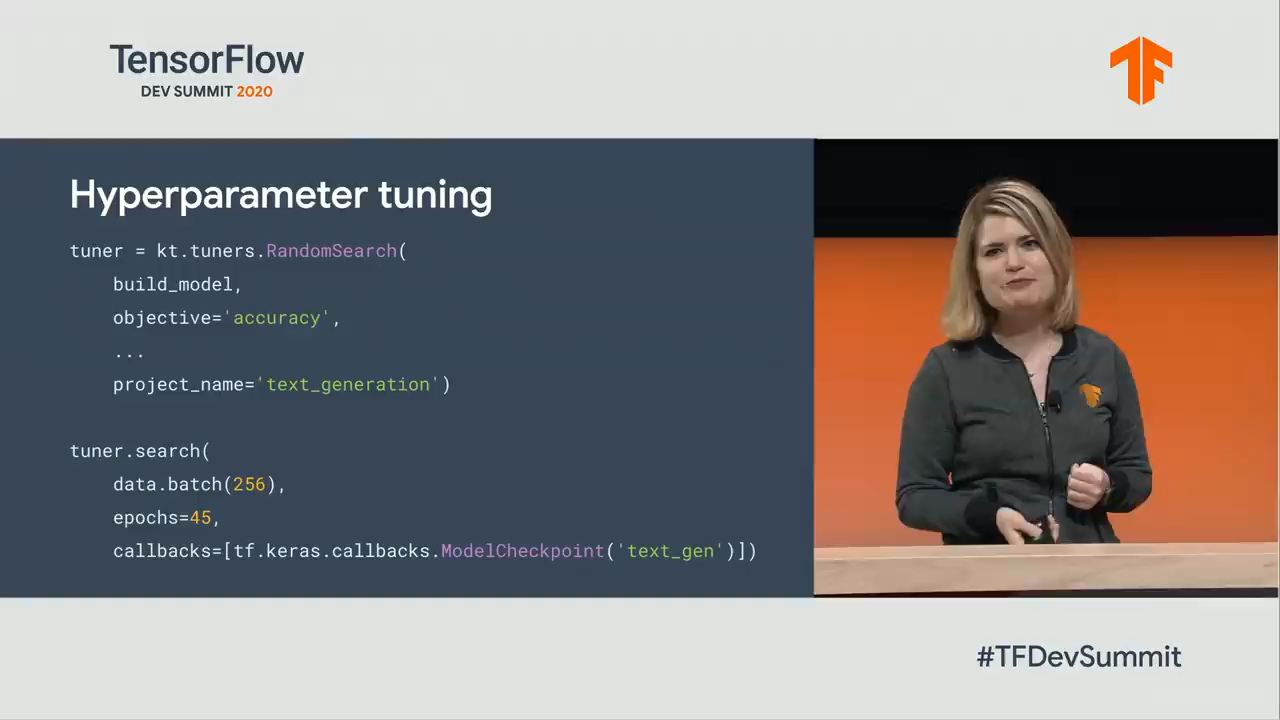 TensorFlow
DEV SUMMIT 2020
Hyperparameter tuning
tuner = kt.tuners.RandomSearch(
    build_model,
    objective='accuracy',
    ...
    project_name='text_generation')
tuner.search(
    data.batch(256),
    epochs=45,
    callbacks=[tf.keras.callbacks.ModelCheckpoint('text_gen')])
#TFDevSummit